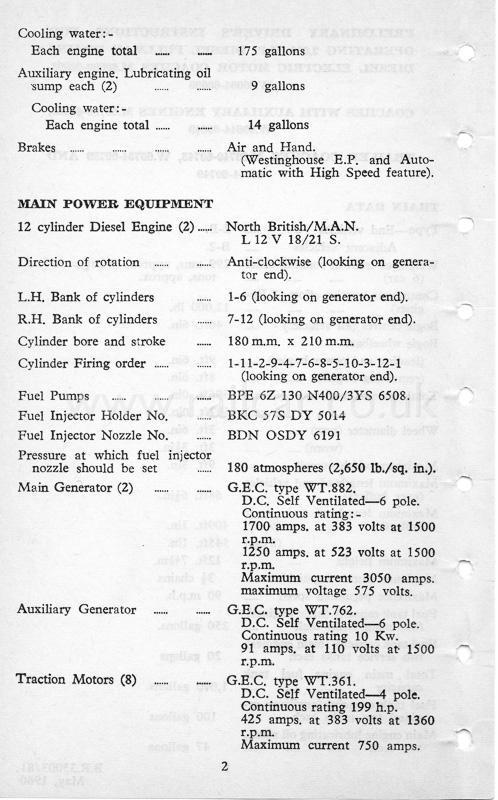 Cooling water:-
Each engine total ...... ...... 175 gallons
Auxiliary engine. Lubricating oil
sump each (2) ...... ...... 9 gallons
Cooling water:-
Each engine total ...... ...... 14 gallons
Brakes ...... ...... ...... ...... Air and Hand.
(Westinghouse E.P. and Auto-
matic with High Speed feature).
MAIN POWER EQUIPMENT
12 cylinder Diesel Engine (2) ...... North British/M.A.N.
L 12 V 18/21 S.
Direction of rotation ...... ...... Anti-clockwise (looking on genera-
tor end).
L.H. Bank of cylinders ...... 1-6 (looking on generator end).
R.H. Bank of cylinders ...... 7-12 (looking on generator end).
Cylinder bore and stroke ...... 180 m.m. x 210 m.m.
Cylinder Firing order ...... ...... 1-11-2-9-4-7-6-8-5-10-3-12-1
(looking on generator end).
Fuel Pumps ...... ...... ...... BPE 6Z 130 N400/3YS 6508.
Fuel Injector Holder No. ...... BKC 57S DY 5014
Fuel Injector Nozzle No. ...... BDN OSDY 6191
Pressure at which fuel injector
nozzle should be set ...... 180 atmospheres (2,650 lb./sq. in.).
Main Generator (2) ...... ...... G.E.C. type WT.882.
D.C. Self Ventilated—6 pole.
Continuous rating:-
1700 amps. at 383 volts at 1500
r.p.m.
1250 amps. at 523 volts at 1500
r.p.m.
Maximum current 3050 amps.
maximum voltage 575 volts.
Auxiliary Generator ...... ...... G.E.C. type WT.762.
D.C. Self Ventilated—6 pole.
Continuous rating 10 Kw.
91 amps. at 110 volts at 1500
r.p.m.
Traction Motors (8) ...... ...... G.E.C. type WT.361.
D.C. Self Ventilated—4 pole.
Continuous rating 199 h.p.
425 amps. at 383 volts at 1360
r.p.m.
Maximum current 750 amps.
2